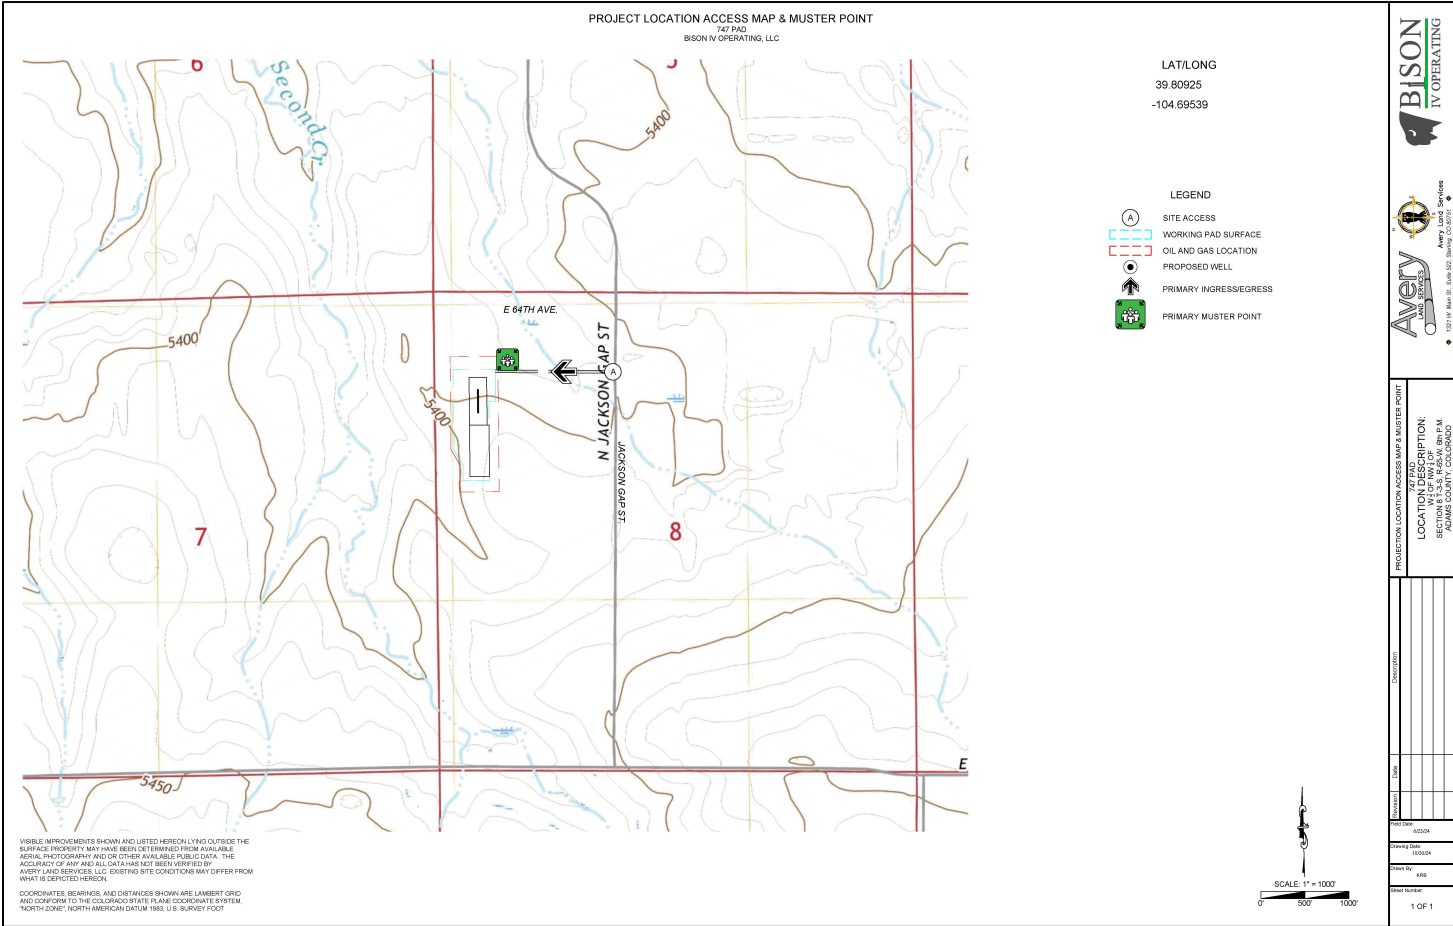 PROJECT LOCATION ACCESS MAP & MUSTER POINT
747 PAD
BISON IV OPERATING, LLC
LAT/LONG
39.80925
-104.69539
LEGEND
A SITE ACCESS
WORKING PAD SURFACE
OIL AND GAS LOCATION
PROPOSED WELL
PRIMARY INGRESS/EGRESS
PRIMARY MUSTER POINT
6
5
Second Cr
5400
E 64TH AVE.
5400
N JACKSON GAP ST
A
5400
JACKSON GAP ST.
7
8
E
5450
VISIBLE IMPROVEMENTS SHOWN AND LISTED HEREON LYING OUTSIDE THE
SURFACE PROPERTY MAY HAVE BEEN DETERMINED FROM AVAILABLE
AERIAL PHOTOGRAPHY AND OR OTHER AVAILABLE PUBLIC DATA . THE
ACCURACY OF ANY AND ALL DATA HAS NOT BEEN VERIFIED BY
AVERY LAND SERVICES, LLC. EXISTING SITE CONDITIONS MAY DIFFER FROM
WHAT IS DEPICTED HEREON.
COORDINATES, BEARINGS, AND DISTANCES SHOWN ARE LAMBERT GRID
AND CONFORM TO THE COLORADO STATE PLANE COORDINATE SYSTEM,
"NORTH ZONE", NORTH AMERICAN DATUM 1983, U.S. SURVEY FOOT
SCALE: 1" = 1000'
0' 500' 1000'
BISON
IV OPERATING
Avery
LAND SERVICES
Avery Land Services
1321 W. Main St. Suite 522, Sterling, CO 80751
PROJECTION LOCATION ACCESS MAP & MUSTER POINT
747 PAD
LOCATION DESCRIPTION:
SECTION 8 T-3-S, R-65-W, 6th P.M.
ADAMS COUNTY, COLORADO
Description
Date
Revision
Field Date:
8/23/24
Drawing Date:
10/30/24
Drawn By:
KRB
Sheet Number:
1 OF 1